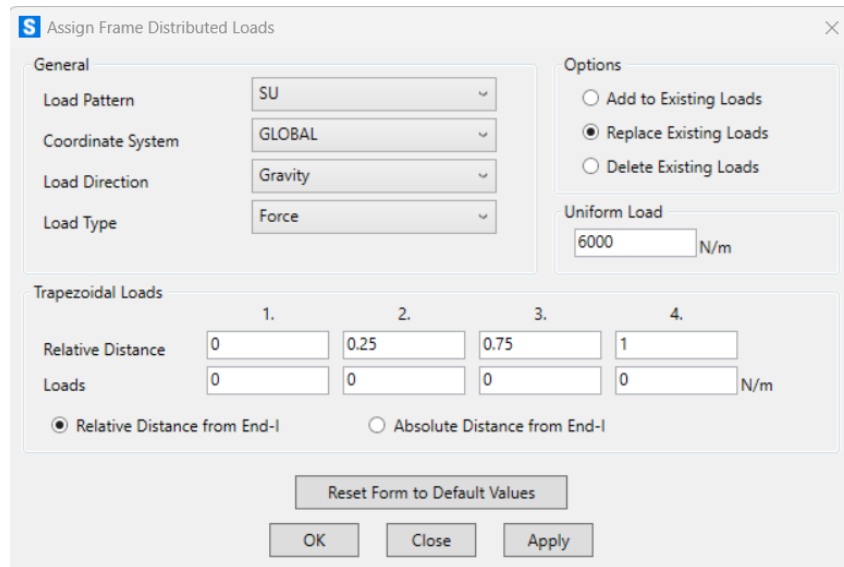 S Assign Frame Distributed Loads
General
Load Pattern SU
Coordinate System GLOBAL
Load Direction Gravity
Load Type Force
Options
Add to Existing Loads
Replace Existing Loads
Delete Existing Loads
Uniform Load
6000 N/m
Trapezoidal Loads
1. 2. 3. 4.
Relative Distance 0 0.25 0.75 1
Loads 0 0 0 0 N/m
Relative Distance from End-I Absolute Distance from End-I
Reset Form to Default Values
OK Close Apply